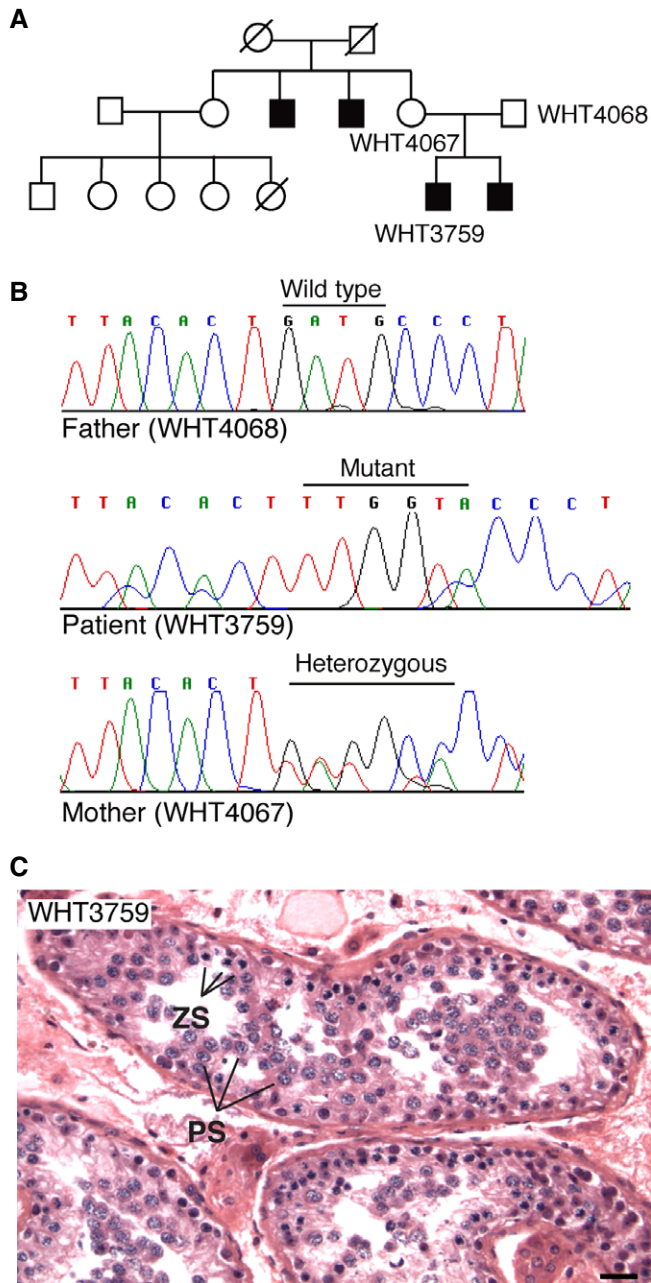 A
WHT4068
WHT4067
WHT3759
B
Wild type
T T A C A C T G A T G C C C T
Father (WHT4068)
Mutant
T T A C A C T T T G G T A C C C T
Patient (WHT3759)
Heterozygous
T T A C A C T
Mother (WHT4067)
C
WHT3759
ZS
PS